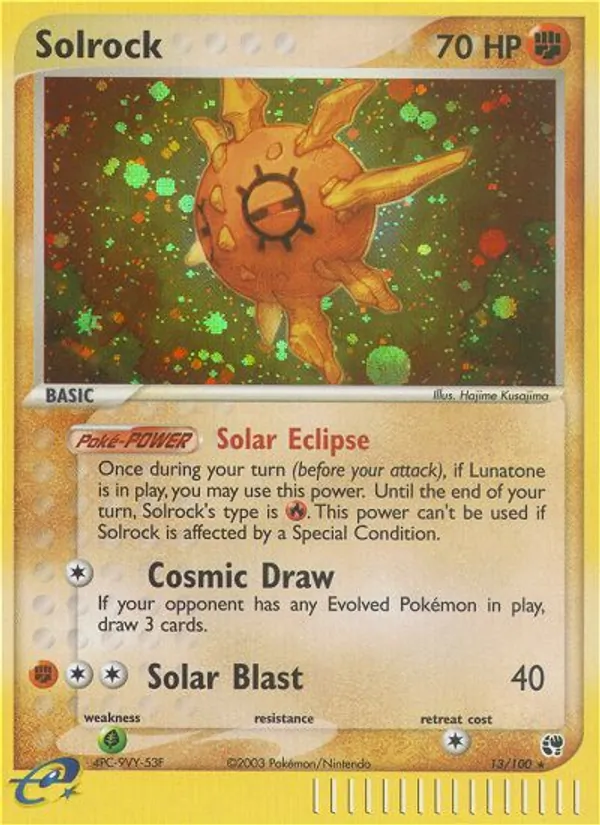 Solrock 70 HP
BASIC Illus. Hajime Kusajima
Poké-POWER Solar Eclipse
Once during your turn (before your attack), if Lunatone
is in play, you may use this power. Until the end of your
turn, Solrock's type is . This power can't be used if
Solrock is affected by a Special Condition.
Cosmic Draw
If your opponent has any Evolved Pokémon in play,
draw 3 cards.
Solar Blast 40
weakness resistance retreat cost
4PC-9VY-53F ©2003 Pokémon/Nintendo 13/100 ★
e